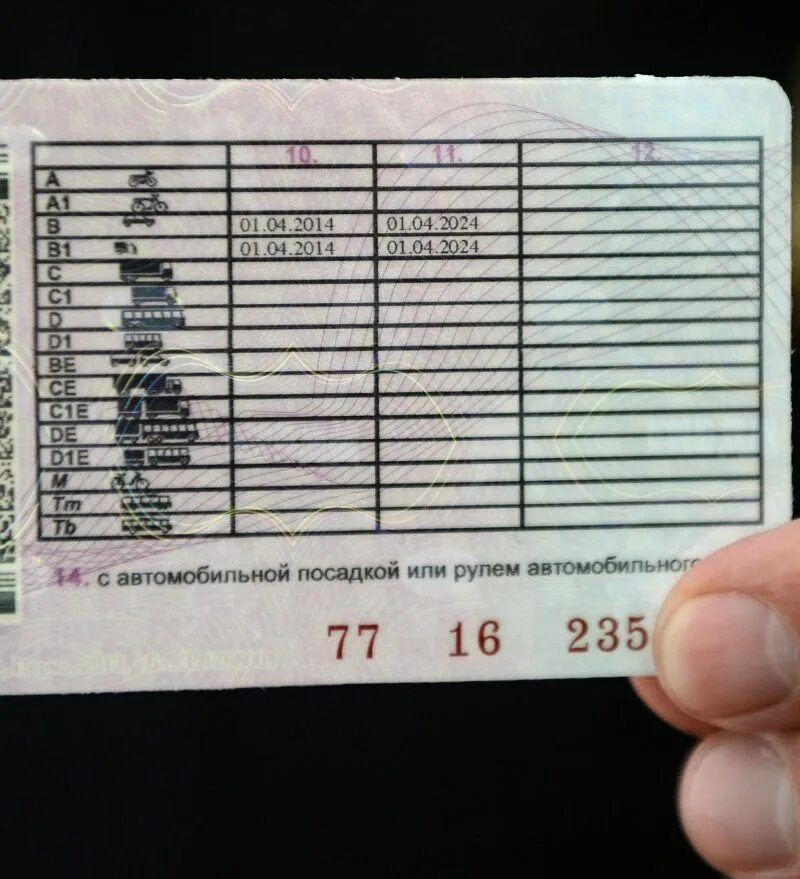 10. 11. 12.
A
A1
B 01.04.2014 01.04.2024
B1 01.04.2014 01.04.2024
C
C1
D
D1
BE
CE
C1E
DE
D1E
M
Tm
Tb
14. с автомобильной посадкой или рулем автомобильного
77 16 235